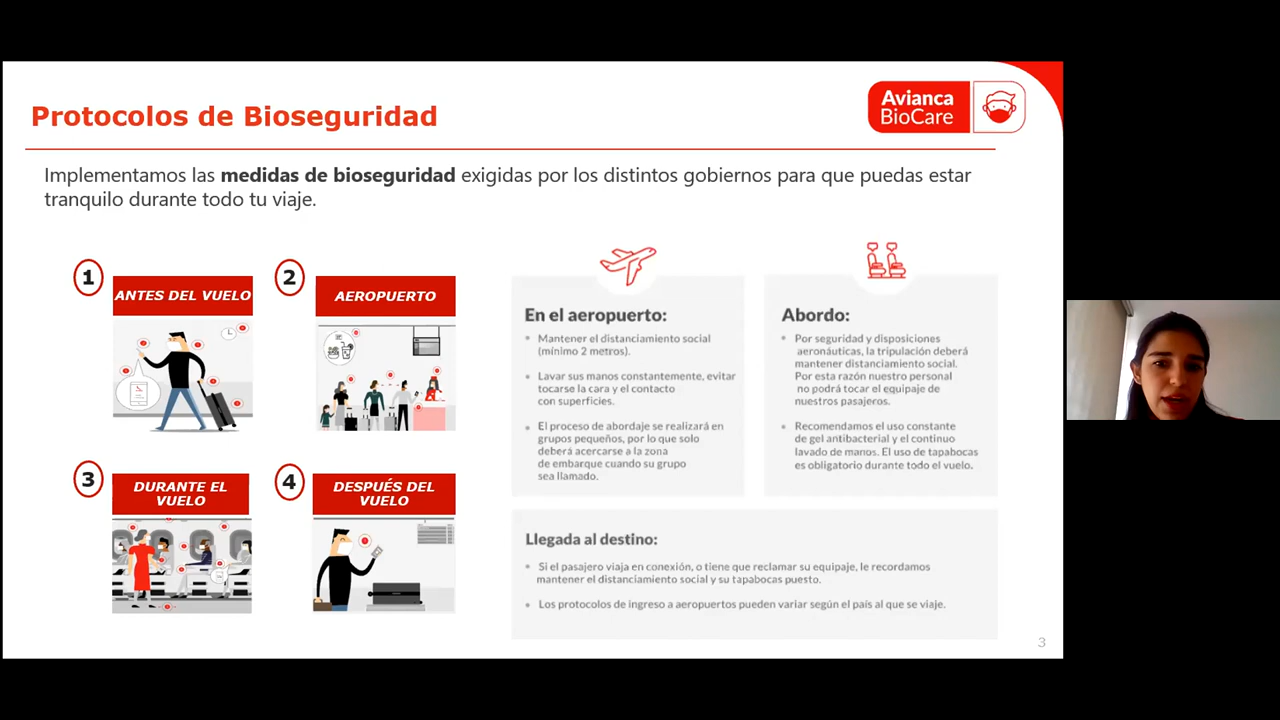 Protocolos de Bioseguridad
Avianca
BioCare
Implementamos las medidas de bioseguridad exigidas por los distintos gobiernos para que puedas estar
tranquilo durante todo tu viaje.
1
ANTES DEL VUELO
2
AEROPUERTO
3
DURANTE EL
VUELO
4
DESPUÉS DEL
VUELO
En el aeropuerto:
• Mantener el distanciamiento social
(mínimo 2 metros).
• Lavar sus manos constantemente, evitar
tocarse la cara y el contacto
con superficies.
• El proceso de abordaje se realizará en
grupos pequeños, por lo que solo
deberá acercarse a la zona
de embarque cuando su grupo
sea llamado.
Abordo:
• Por seguridad y disposiciones
aeronáuticas, la tripulación deberá
mantener distanciamiento social.
Por esta razón nuestro personal
no podrá tocar el equipaje de
nuestros pasajeros.
• Recomendamos el uso constante
de gel antibacterial y el continuo
lavado de manos. El uso de tapabocas
es obligatorio durante todo el vuelo.
Llegada al destino:
• Si el pasajero viaja en conexión, o tiene que reclamar su equipaje, le recordamos
mantener el distanciamiento social y su tapabocas puesto.
• Los protocolos de ingreso a aeropuertos pueden variar según el país al que se viaje.
3